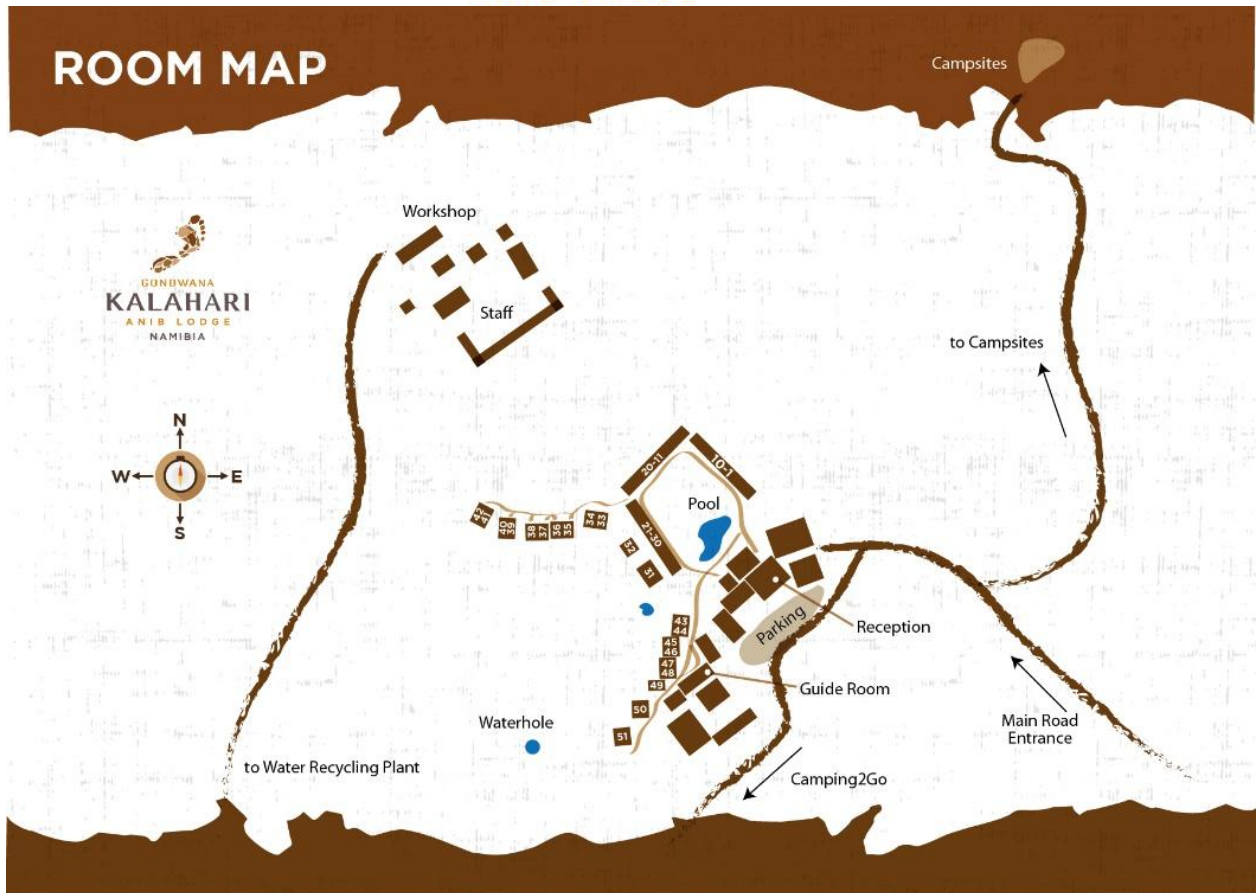 ROOM MAP
Campsites
Workshop
GONDWANA
KALAHARI
ANIB LODGE
NAMIBIA
Staff
to Campsites
N
W
E
S
20-11
10-1
Pool
42
41
40
39
38
37
36
35
34
33
21-30
32
31
43
44
45
46
47
48
49
50
51
Parking
Reception
Guide Room
Waterhole
Main Road
Entrance
to Water Recycling Plant
Camping2Go